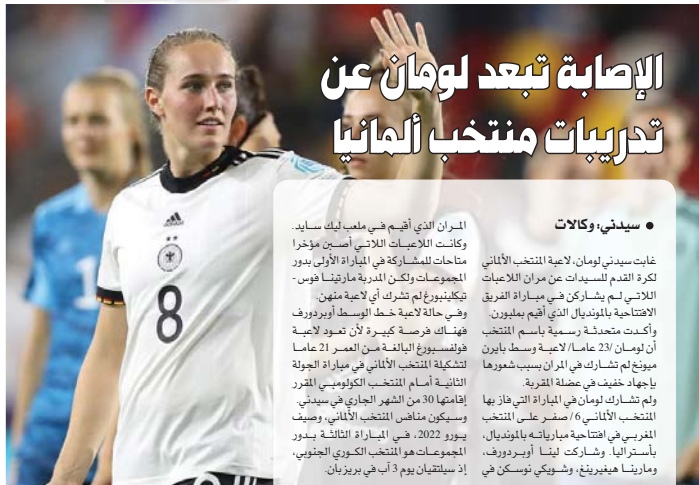 الإصابة تبعد لومان عن
تدريبات منتخب ألمانيا
● سيدني: وكالات
غابت سيدني لومان، لاعبة المنتخب الألماني
لكرة القدم للسيدات عن مران اللاعبات
اللاتي لم يشاركن في مباراة الفريق
الافتتاحية بالمونديال الذي أقيم بملبورن.
وأكدت متحدثة رسمية باسم المنتخب
أن لومان /23 عاما/ لاعبة وسط بايرن
ميونخ لم تشارك في المران بسبب شعورها
بإجهاد خفيف في عضلة المقربة.
ولم تشارك لومان في المباراة التي فاز بها
المنتخب الألماني 6/ صفر على المنتخب
المغربي في افتتاحية مبارياته بالمونديال،
بأستراليا. وشاركت لينا أوبردورف،
ومارينا هيغيرينغ، وشويكي نوسكن في
المران الذي أقيم في ملعب ليك سايد.
وكانت اللاعبات اللاتي أصبن مؤخرا
متاحات للمشاركة في المباراة الأولى بدور
المجموعات ولكن المدربة مارتينا فوس -
تيكلينبورغ لم تشرك أي لاعبة منهن.
وفي حالة لاعبة خط الوسط أوبردورف
فهناك فرصة كبيرة لأن تعود لاعبة
فولفسبورغ البالغة من العمر 21 عاما
لتشكيلة المنتخب الألماني في مباراة الجولة
الثانية أمام المنتخب الكولومبي المقرر
إقامتها 30 من الشهر الجاري في سيدني.
وسيكون منافس المنتخب الألماني، وصيف
يورو 2022، في المباراة الثالثة بدور
المجموعات هو المنتخب الكوري الجنوبي،
إذ سيلتقيان يوم 3 آب في بريزبان.
adidas
8
1